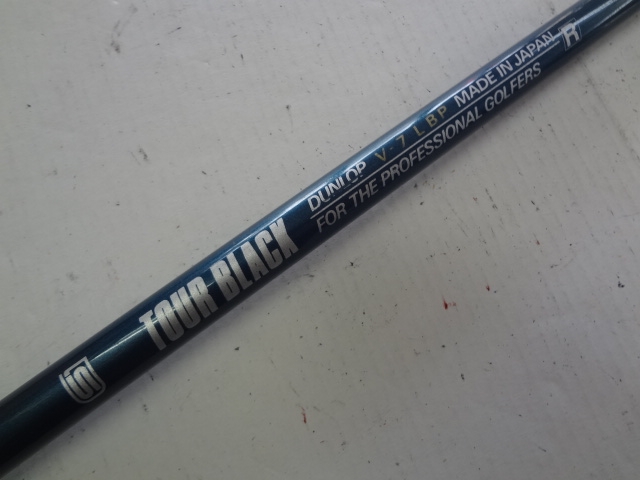 TOUR BLACK
DUNLOP V·7 LBP MADE IN JAPAN
FOR THE PROFESSIONAL GOLFERS
R